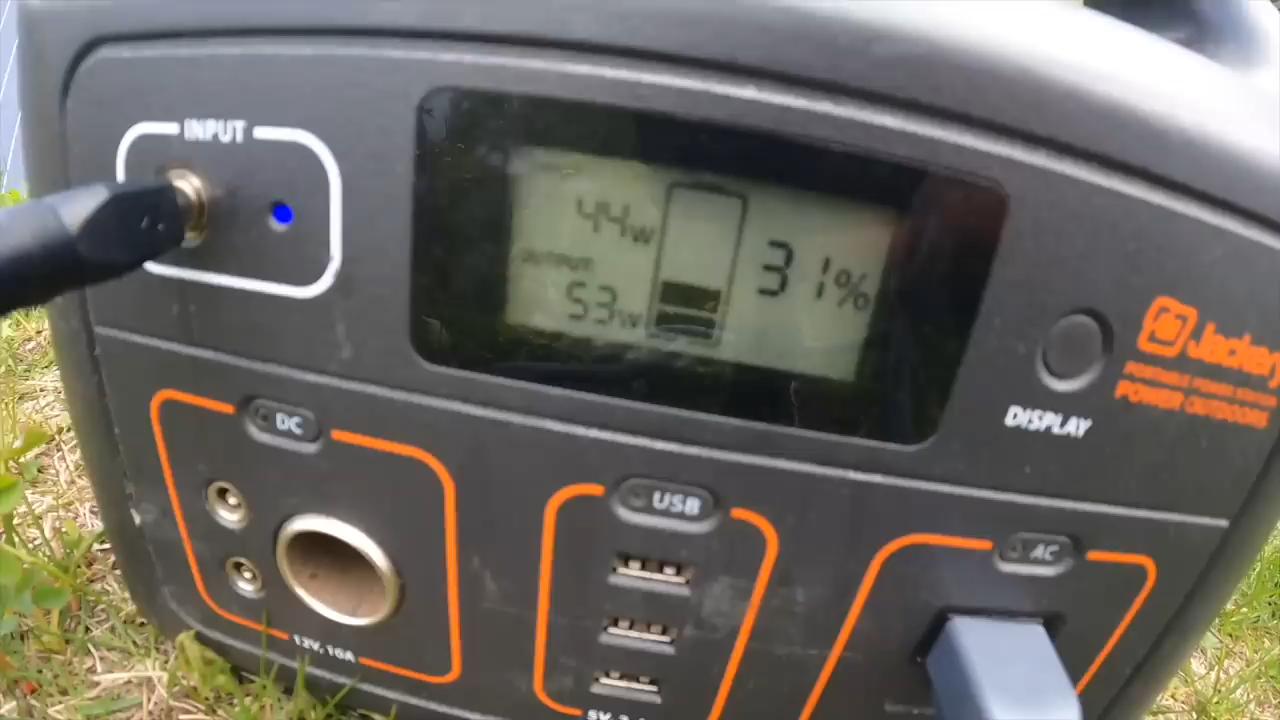 INPUT
44w
OUTPUT
53w
31%
Jackery
PORTABLE POWER STATION
POWER OUTDOORS
DISPLAY
DC
12V,10A
USB
AC